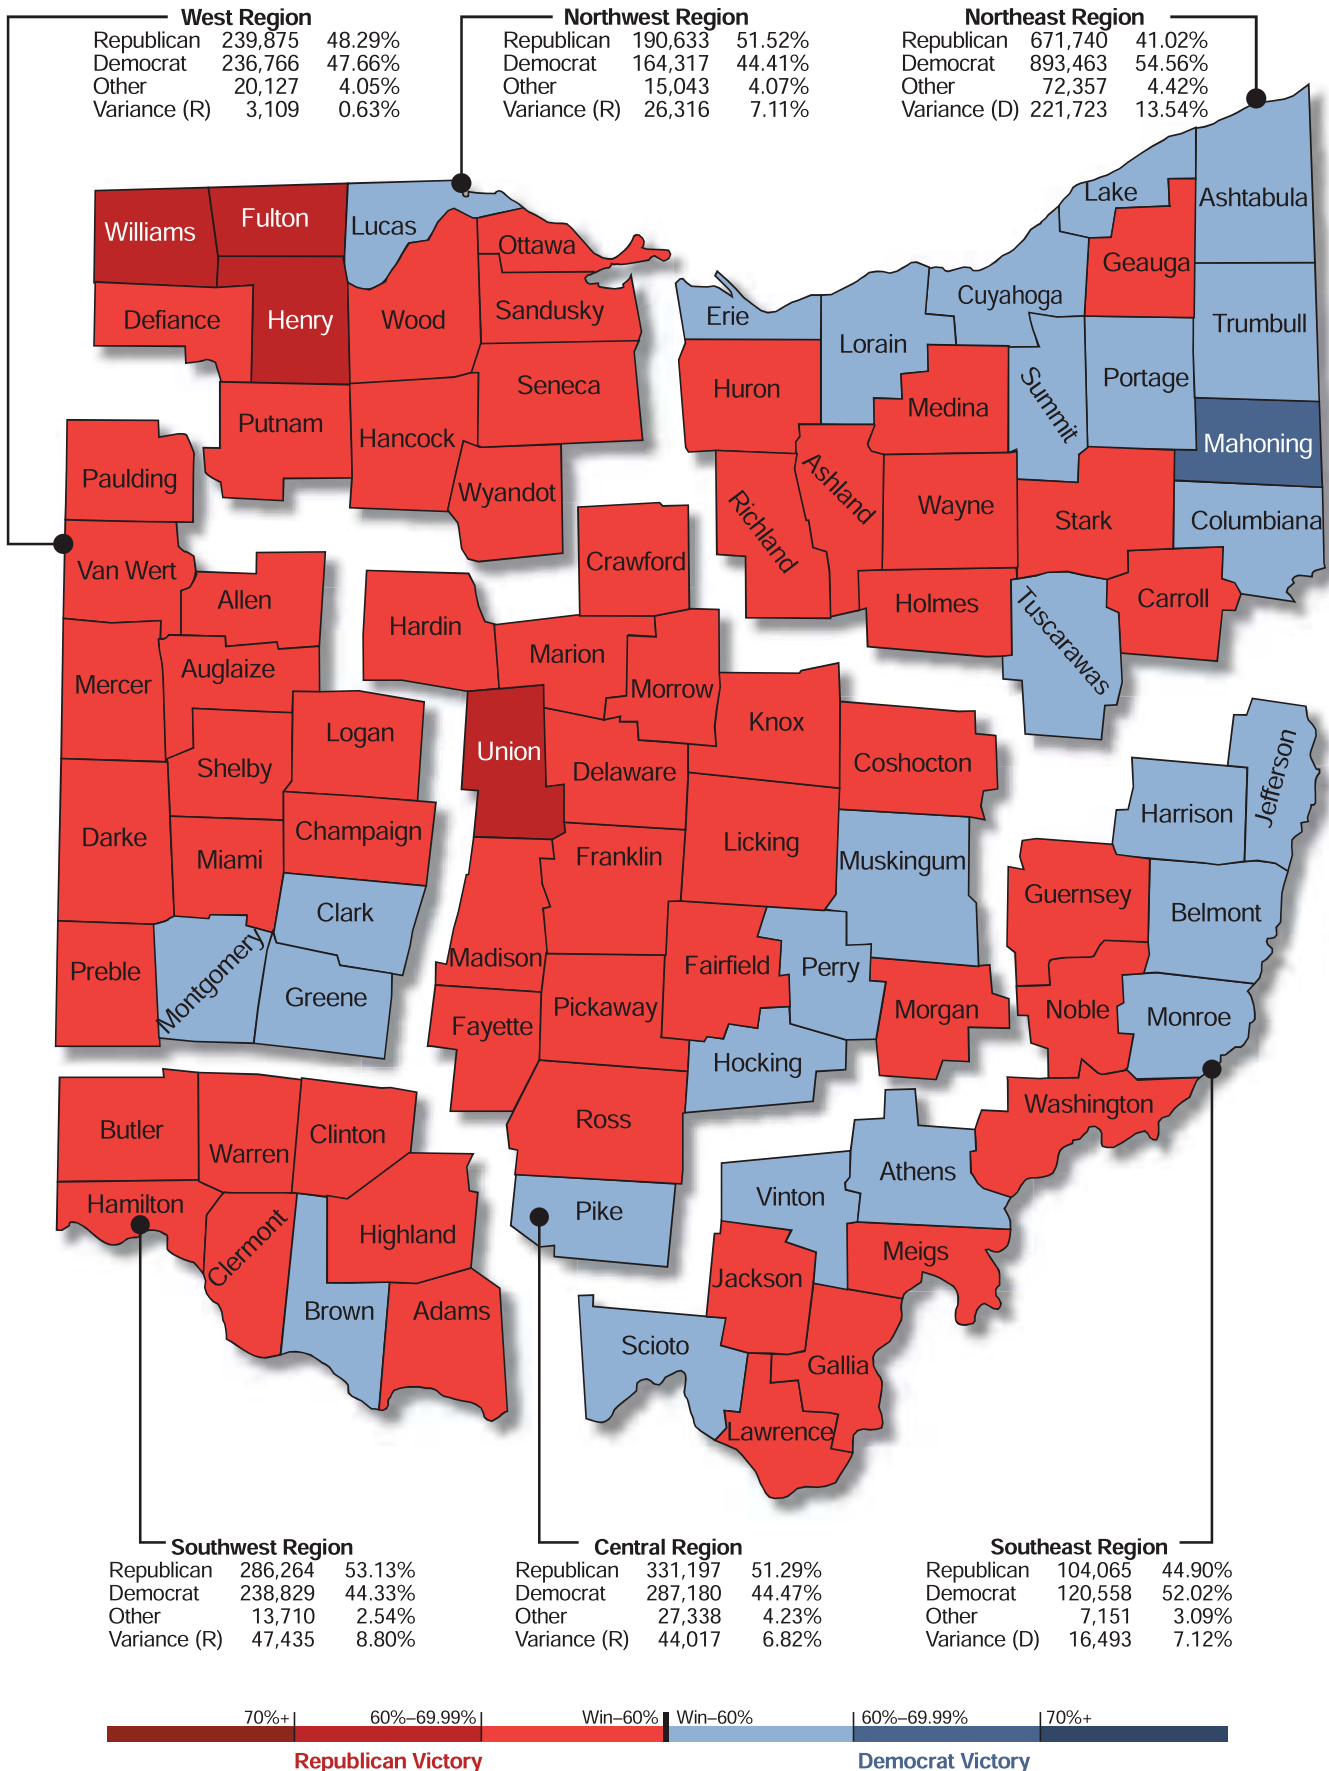 West Region
Republican 239,875 48.29%
Democrat 236,766 47.66%
Other 20,127 4.05%
Variance (R) 3,109 0.63%
Northwest Region
Republican 190,633 51.52%
Democrat 164,317 44.41%
Other 15,043 4.07%
Variance (R) 26,316 7.11%
Northeast Region
Republican 671,740 41.02%
Democrat 893,463 54.56%
Other 72,357 4.42%
Variance (D) 221,723 13.54%
Williams
Fulton
Lucas
Ottawa
Defiance
Henry
Wood
Sandusky
Seneca
Putnam
Hancock
Wyandot
Lake
Ashtabula
Geauga
Cuyahoga
Erie
Lorain
Trumbull
Huron
Medina
Summit
Portage
Mahoning
Richland
Ashland
Wayne
Stark
Columbiana
Holmes
Tuscarawas
Carroll
Paulding
Van Wert
Allen
Mercer
Auglaize
Logan
Shelby
Darke
Miami
Champaign
Clark
Preble
Montgomery
Greene
Crawford
Hardin
Marion
Morrow
Union
Delaware
Knox
Coshocton
Franklin
Licking
Muskingum
Madison
Fairfield
Perry
Morgan
Fayette
Pickaway
Hocking
Ross
Pike
Jefferson
Harrison
Guernsey
Belmont
Noble
Monroe
Washington
Athens
Vinton
Meigs
Jackson
Scioto
Gallia
Lawrence
Butler
Warren
Clinton
Hamilton
Clermont
Highland
Brown
Adams
Southwest Region
Republican 286,264 53.13%
Democrat 238,829 44.33%
Other 13,710 2.54%
Variance (R) 47,435 8.80%
Central Region
Republican 331,197 51.29%
Democrat 287,180 44.47%
Other 27,338 4.23%
Variance (R) 44,017 6.82%
Southeast Region
Republican 104,065 44.90%
Democrat 120,558 52.02%
Other 7,151 3.09%
Variance (D) 16,493 7.12%
70%+ 60%–69.99% Win–60% Win–60% 60%–69.99% 70%+
Republican Victory Democrat Victory